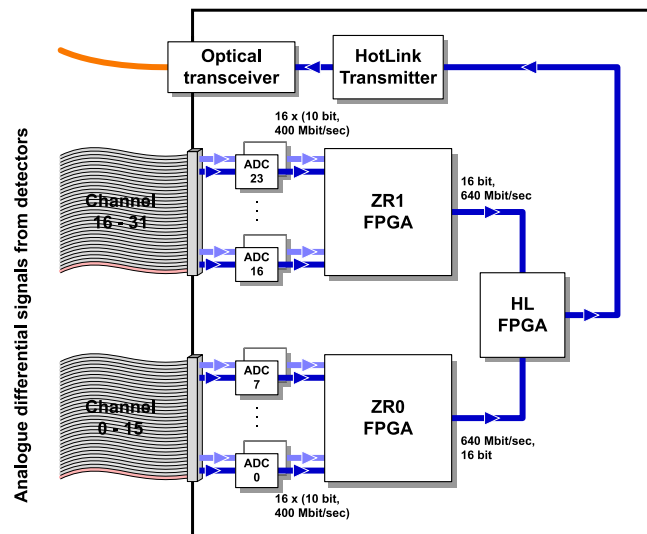 Optical
transceiver
HotLink
Transmitter
16 x (10 bit,
400 Mbit/sec)
Analogue differential signals from detectors
Channel
16 - 31
ADC
23
ADC
16
ZR1
FPGA
16 bit,
640 Mbit/sec
HL
FPGA
Channel
0 - 15
ADC
7
ADC
0
ZR0
FPGA
640 Mbit/sec,
16 bit
16 x (10 bit,
400 Mbit/sec)